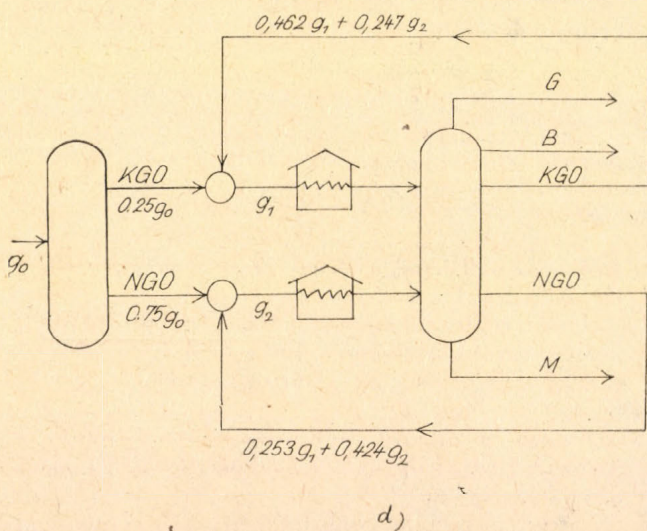 0,462 g₁ + 0,247 g₂
G
B
KGO
KGO
0.25g₀
g₁
g₀
NGO
NGO
0.75g₀
g₂
M
0,253 g₁ + 0,424 g₂
d)